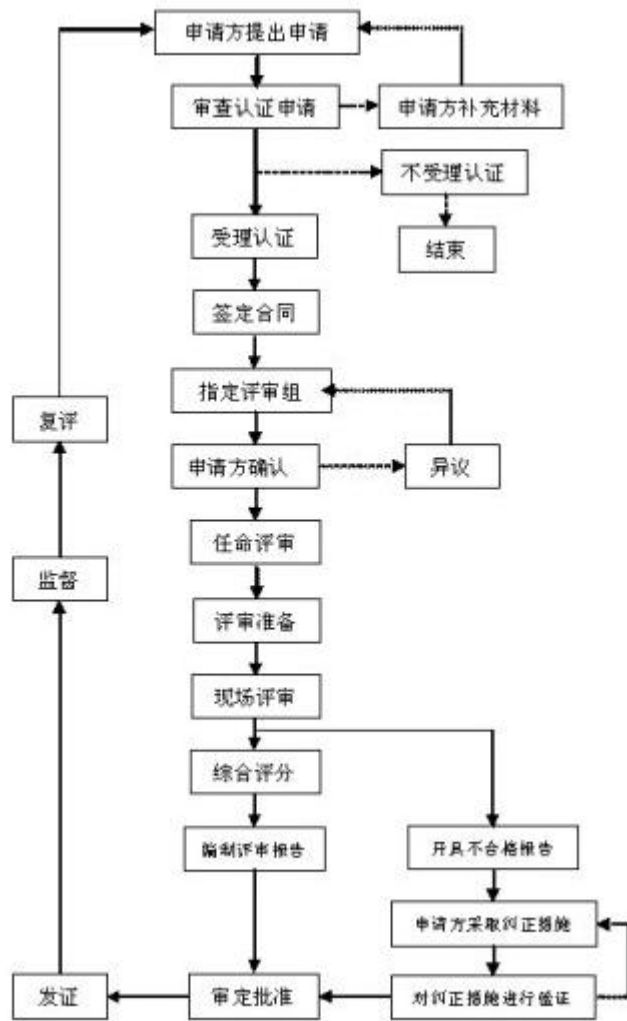 申请方提出申请
审查认证申请
申请方补充材料
不受理认证
受理认证
结束
签定合同
指定评审组
复评
申请方确认
异议
任命评审
监督
评审准备
现场评审
综合评分
编制评审报告
开具不合格报告
申请方采取纠正措施
发证
审定批准
对纠正措施进行验证